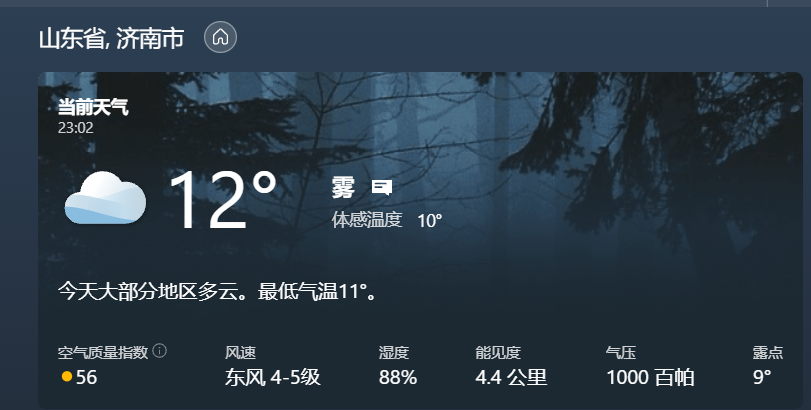 山东省, 济南市
当前天气
23:02
12°
雾
体感温度 10°
今天大部分地区多云。最低气温11°。
空气质量指数 风速 湿度 能见度 气压 露点
56 东风 4-5级 88% 4.4 公里 1000 百帕 9°